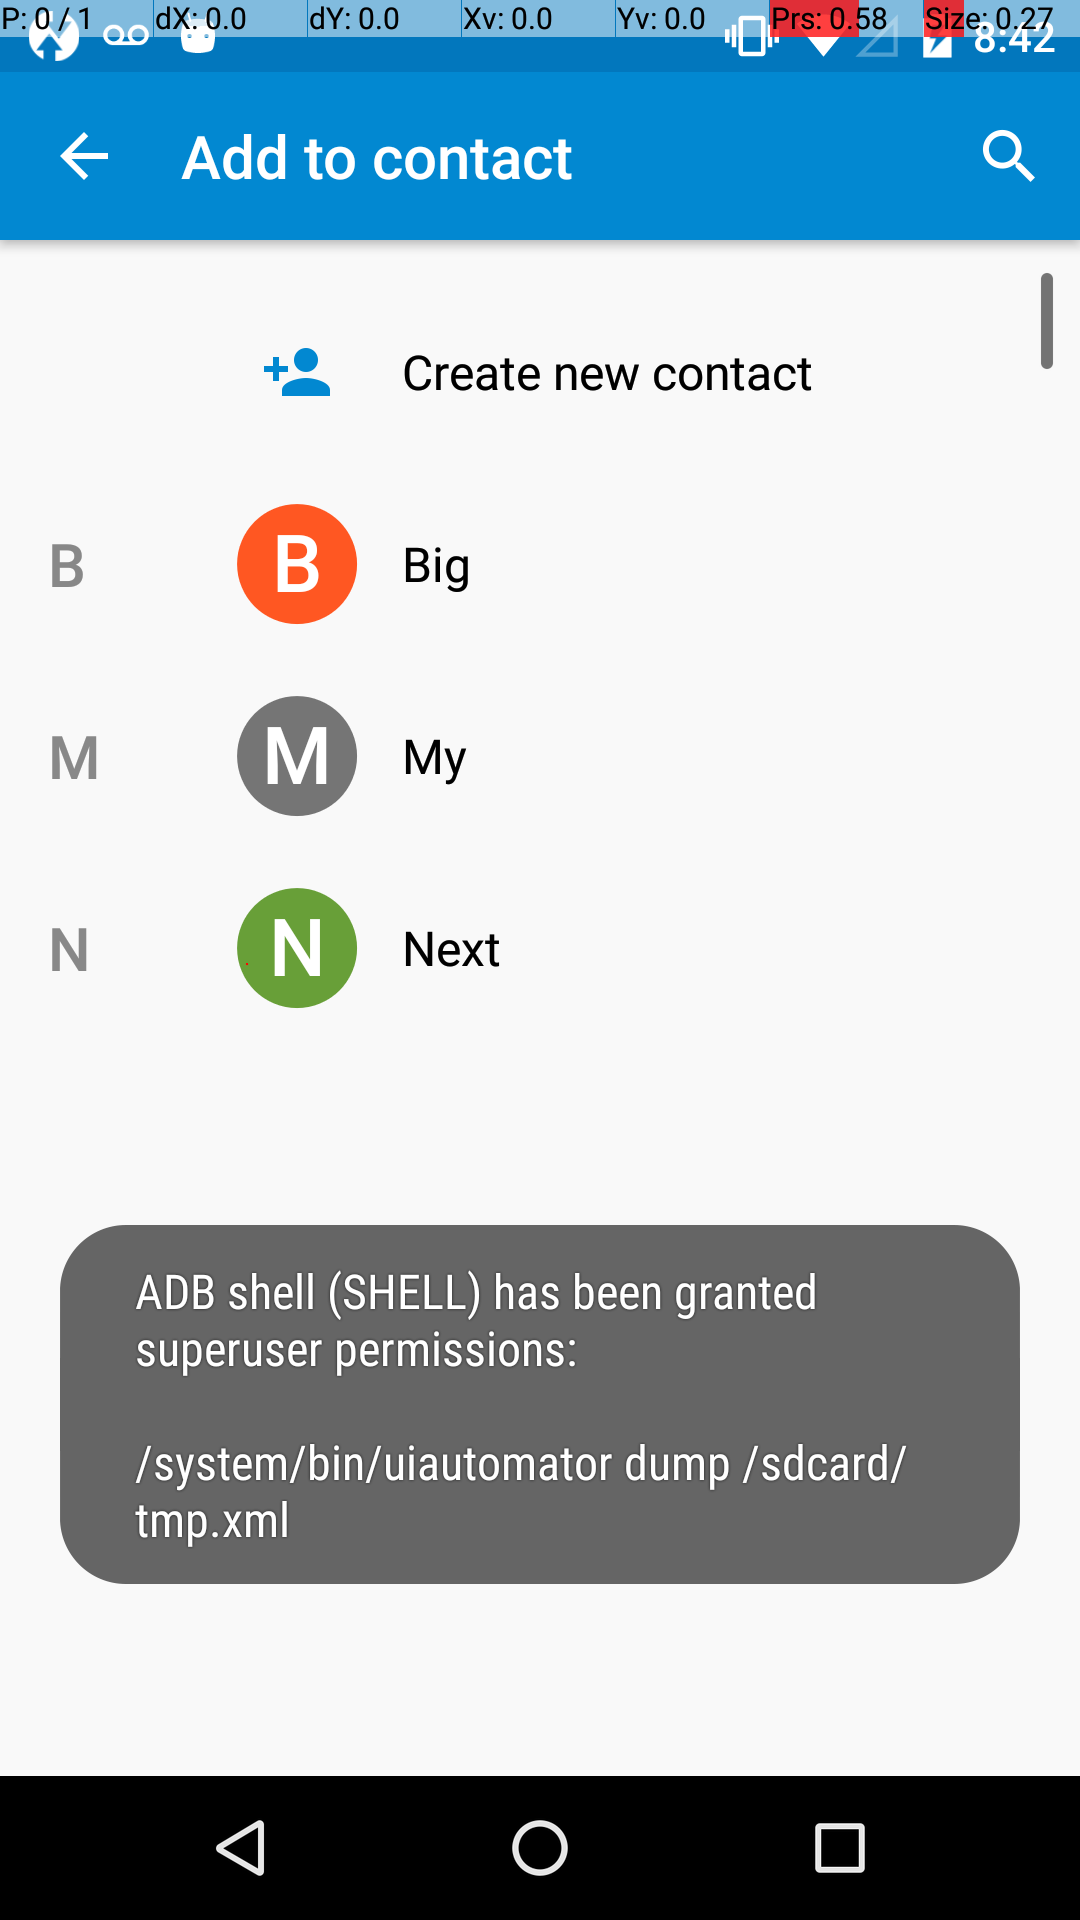 P: 0 / 1 dX: 0.0 dY: 0.0 Xv: 0.0 Yv: 0.0 Prs: 0.58 Size: 0.27
8:42
Add to contact
Create new contact
B B Big
M M My
N N Next
ADB shell (SHELL) has been granted
superuser permissions:
/system/bin/uiautomator dump /sdcard/
tmp.xml